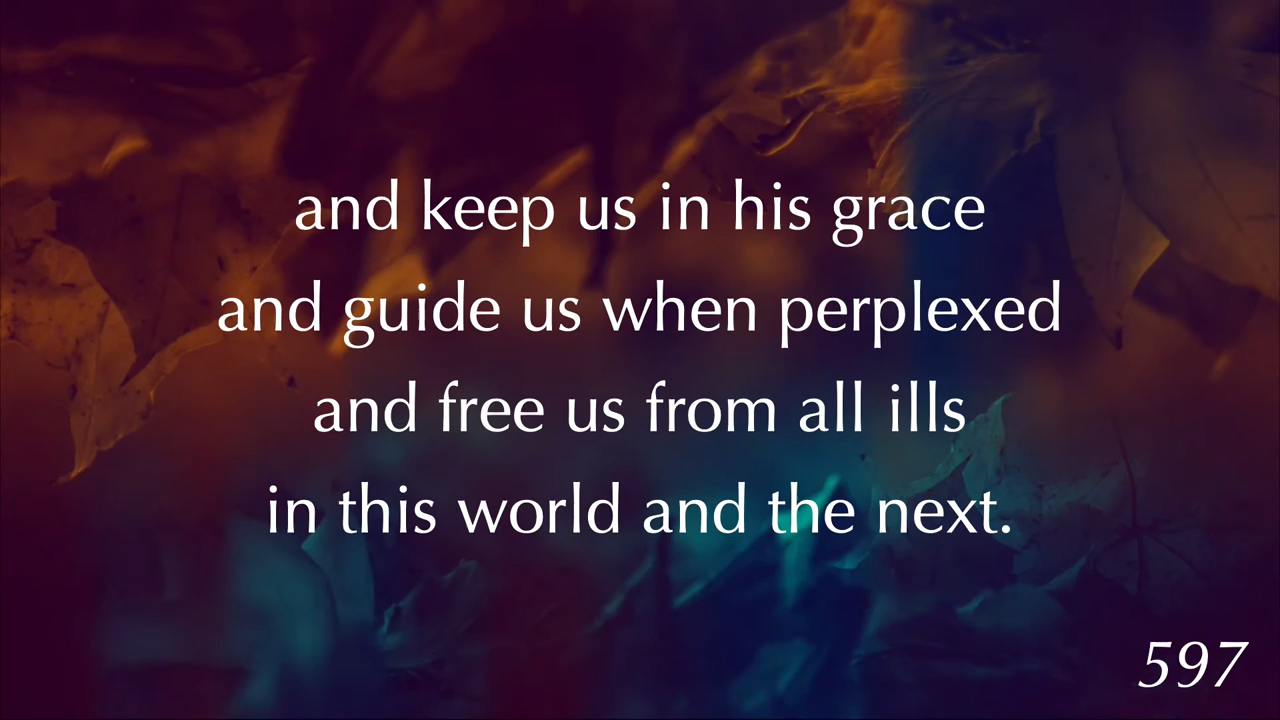 and keep us in his grace
and guide us when perplexed
and free us from all ills
in this world and the next.
597